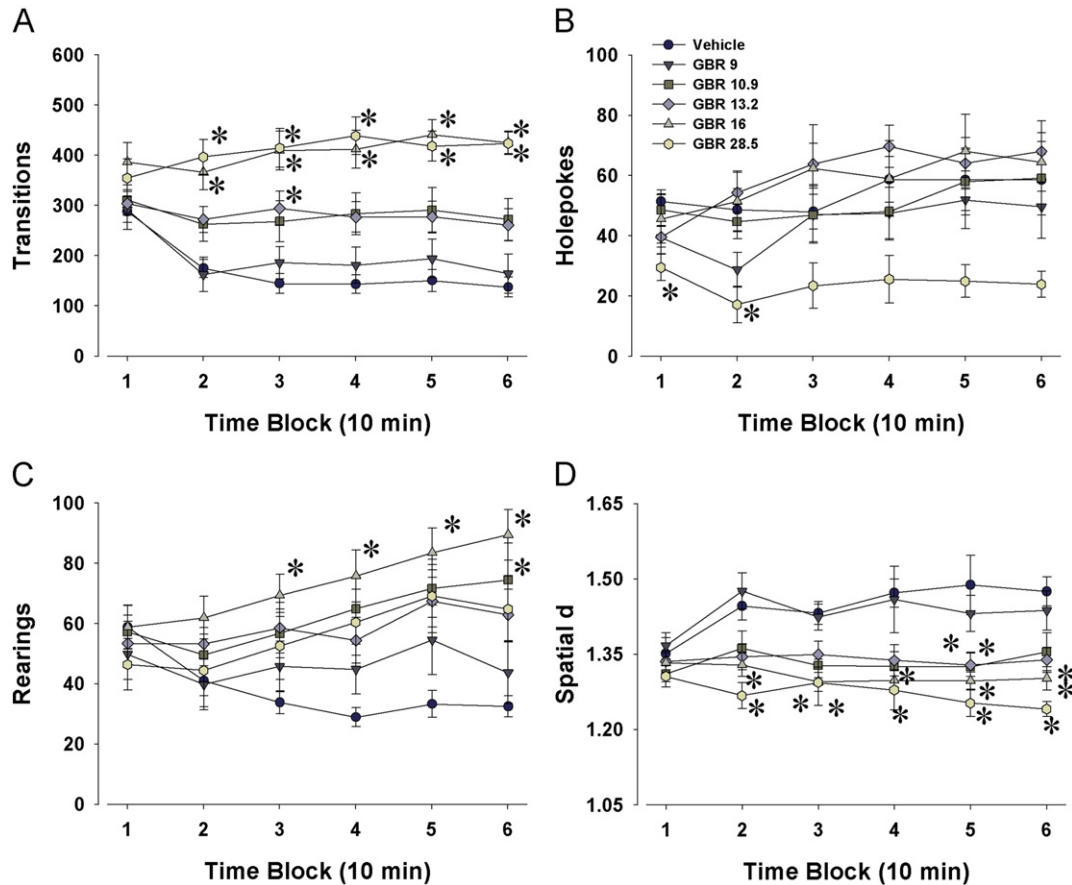 A
600
500
400
300
200
100
0
Transitions
1 2 3 4 5 6
Time Block (10 min)
B
Vehicle
GBR 9
GBR 10.9
GBR 13.2
GBR 16
GBR 28.5
100
80
60
40
20
0
Holepokes
1 2 3 4 5 6
Time Block (10 min)
C
100
80
60
40
20
0
Rearings
1 2 3 4 5 6
Time Block (10 min)
D
1.65
1.50
1.35
1.20
1.05
Spatial d
1 2 3 4 5 6
Time Block (10 min)